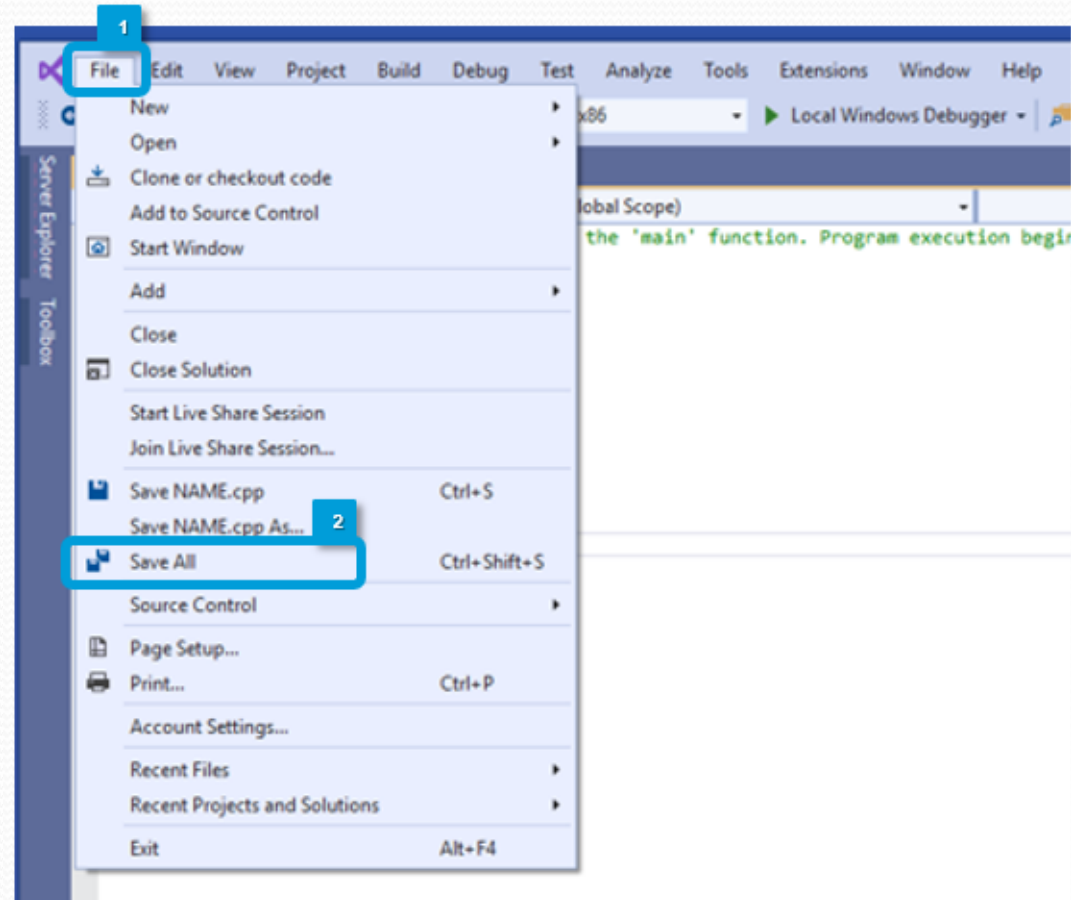 1
File Edit View Project Build Debug Test Analyze Tools Extensions Window Help
x86 Local Windows Debugger
New
Open
Clone or checkout code
Add to Source Control
Start Window
Add
Close
Close Solution
Start Live Share Session
Join Live Share Session...
Save NAME.cpp Ctrl+S
Save NAME.cpp As...
2
Save All Ctrl+Shift+S
Source Control
Page Setup...
Print... Ctrl+P
Account Settings...
Recent Files
Recent Projects and Solutions
Exit Alt+F4
Server Explorer
Toolbox
lobal Scope)
the 'main' function. Program execution begin